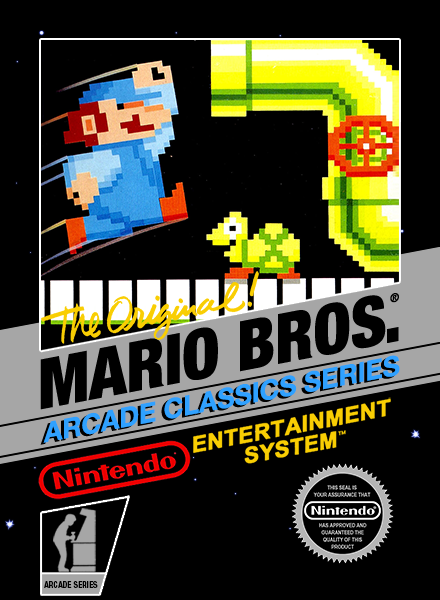 The Original!
MARIO BROS.®
ARCADE CLASSICS SERIES
Nintendo®
ENTERTAINMENT
SYSTEM™
ARCADE SERIES
THIS SEAL IS
YOUR ASSURANCE THAT
Nintendo
HAS APPROVED AND
GUARANTEED THE
QUALITY OF THIS
PRODUCT